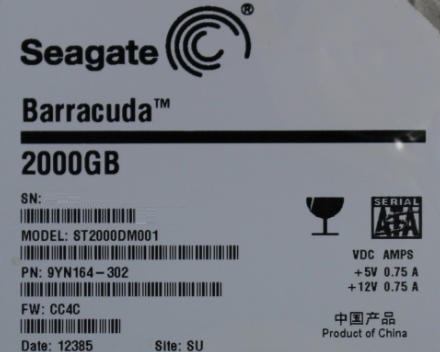 Seagate®
Barracuda™
2000GB
SN:
SERIAL
ATA
MODEL: ST2000DM001
VDC AMPS
PN: 9YN164-302
+5V 0.75 A
+12V 0.75 A
FW: CC4C
中国产品
Product of China
Date: 12385 Site: SU